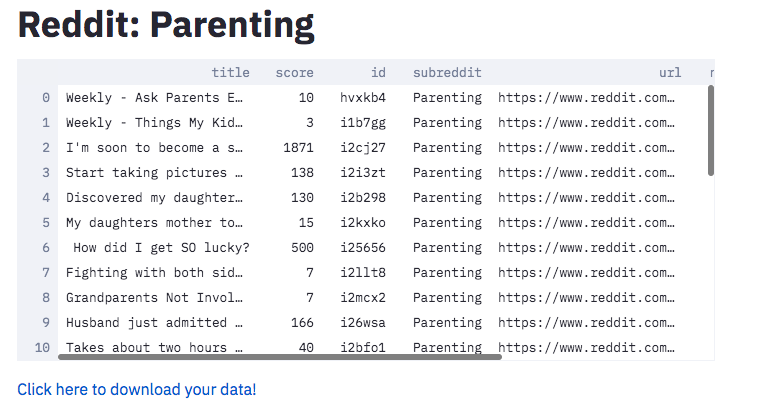 Reddit: Parenting
title score id subreddit url
0 Weekly - Ask Parents E… 10 hvxkb4 Parenting https://www.reddit.com…
1 Weekly - Things My Kid… 3 i1b7gg Parenting https://www.reddit.com…
2 I'm soon to become a s… 1871 i2cj27 Parenting https://www.reddit.com…
3 Start taking pictures … 138 i2i3zt Parenting https://www.reddit.com…
4 Discovered my daughter… 130 i2b298 Parenting https://www.reddit.com…
5 My daughters mother to… 15 i2kxko Parenting https://www.reddit.com…
6 How did I get SO lucky? 500 i25656 Parenting https://www.reddit.com…
7 Fighting with both sid… 7 i2llt8 Parenting https://www.reddit.com…
8 Grandparents Not Invol… 7 i2mcx2 Parenting https://www.reddit.com…
9 Husband just admitted … 166 i26wsa Parenting https://www.reddit.com…
10 Takes about two hours … 40 i2bfo1 Parenting https://www.reddit.com…
Click here to download your data!